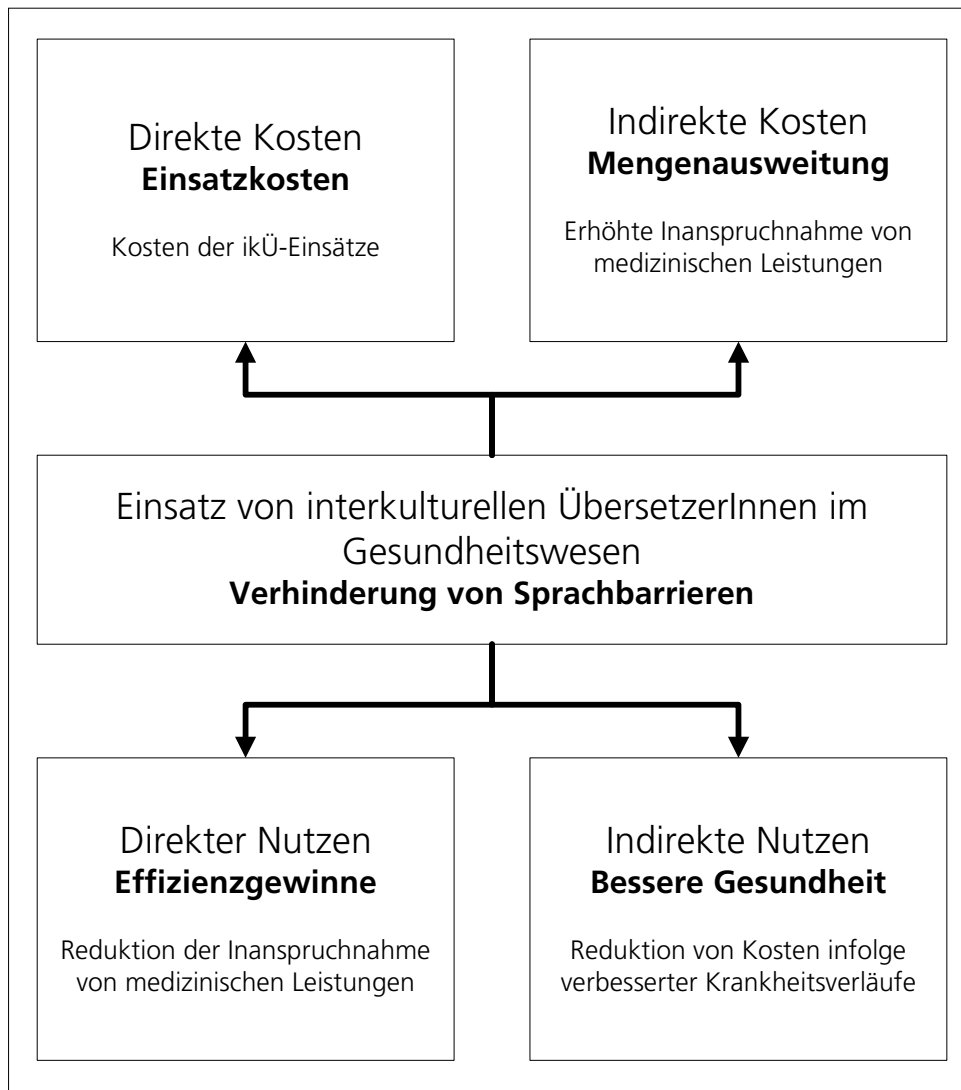 Direkte Kosten
Einsatzkosten
Kosten der ikÜ-Einsätze
Indirekte Kosten
Mengenausweitung
Erhöhte Inanspruchnahme von
medizinischen Leistungen
Einsatz von interkulturellen ÜbersetzerInnen im
Gesundheitswesen
Verhinderung von Sprachbarrieren
Direkter Nutzen
Effizienzgewinne
Reduktion der Inanspruchnahme
von medizinischen Leistungen
Indirekte Nutzen
Bessere Gesundheit
Reduktion von Kosten infolge
verbesserter Krankheitsverläufe